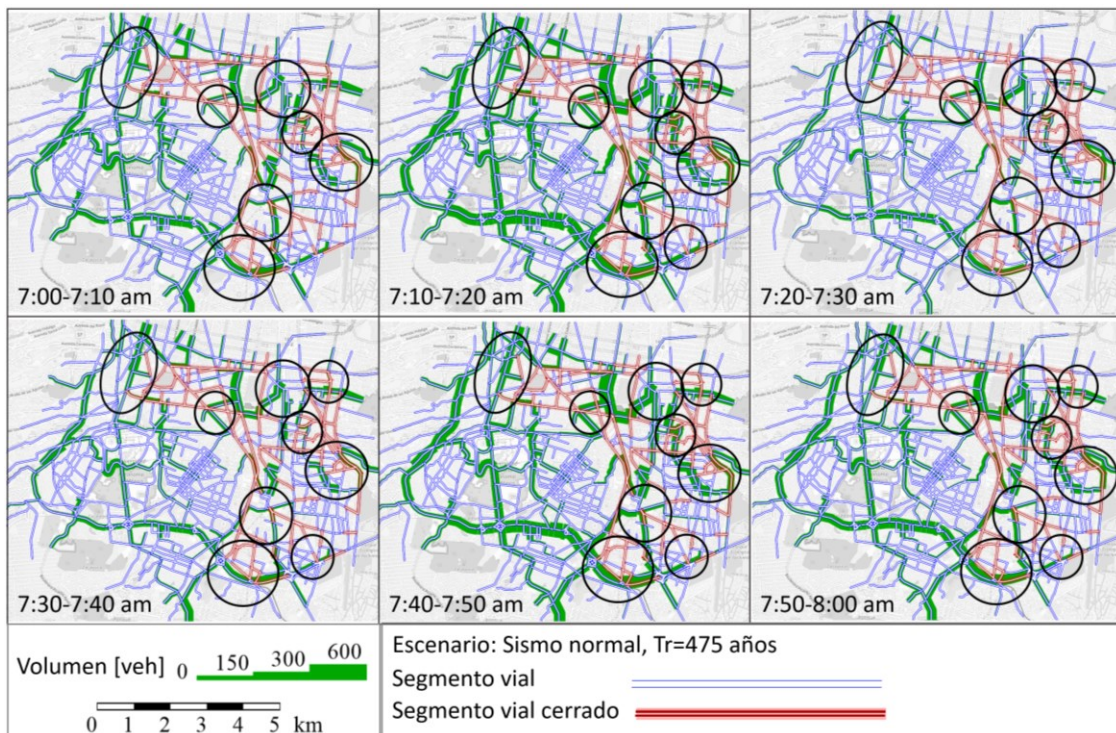 7:00-7:10 am
7:10-7:20 am
7:20-7:30 am
7:30-7:40 am
7:40-7:50 am
7:50-8:00 am
Volumen [veh] 0 150 300 600
0 1 2 3 4 5 km
Escenario: Sismo normal, Tr=475 años
Segmento vial
Segmento vial cerrado